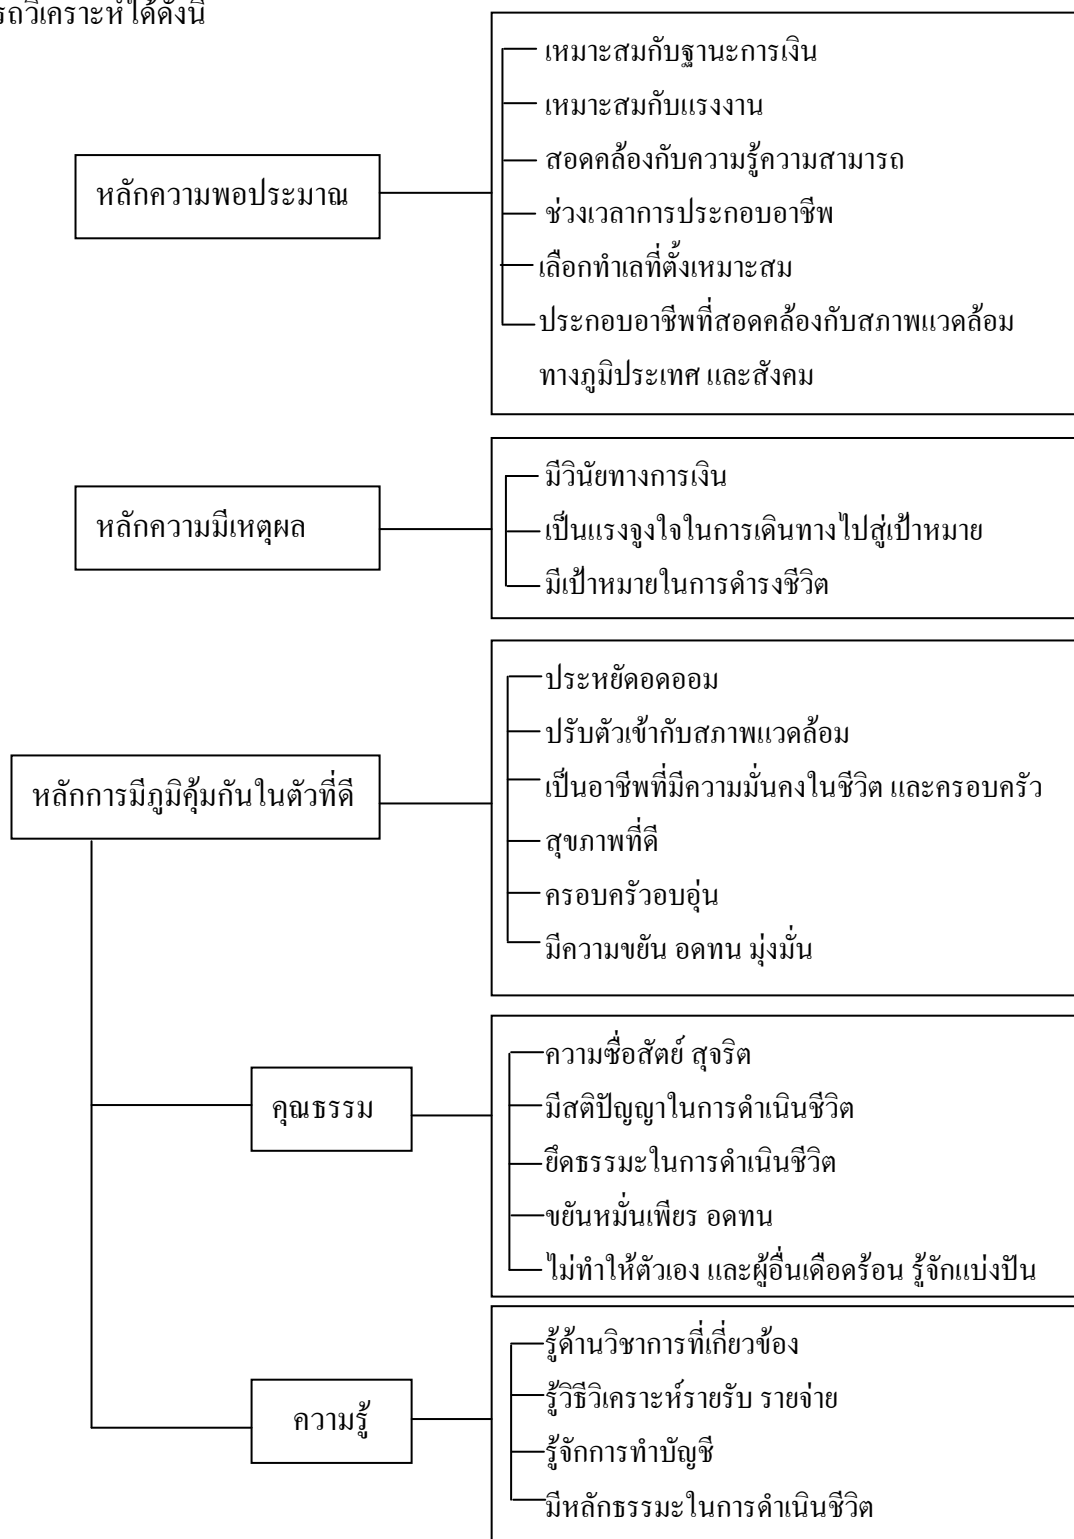 รถวิเคราะห์ได้ดังนี้
หลักความพอประมาณ
เหมาะสมกับฐานะการเงิน
เหมาะสมกับแรงงาน
สอดคล้องกับความรู้ความสามารถ
ช่วงเวลาการประกอบอาชีพ
เลือกทำเลที่ตั้งเหมาะสม
ประกอบอาชีพที่สอดคล้องกับสภาพแวดล้อม
ทางภูมิประเทศ และสังคม
หลักความมีเหตุผล
มีวินัยทางการเงิน
เป็นแรงจูงใจในการเดินทางไปสู่เป้าหมาย
มีเป้าหมายในการดำรงชีวิต
หลักการมีภูมิคุ้มกันในตัวที่ดี
ประหยัดอดออม
ปรับตัวเข้ากับสภาพแวดล้อม
เป็นอาชีพที่มีความมั่นคงในชีวิต และครอบครัว
สุขภาพที่ดี
ครอบครัวอบอุ่น
มีความขยัน อดทน มุ่งมั่น
คุณธรรม
ความซื่อสัตย์ สุจริต
มีสติปัญญาในการดำเนินชีวิต
ยึดธรรมะในการดำเนินชีวิต
ขยันหมั่นเพียร อดทน
ไม่ทำให้ตัวเอง และผู้อื่นเดือดร้อน รู้จักแบ่งปัน
ความรู้
รู้ด้านวิชาการที่เกี่ยวข้อง
รู้วิธีวิเคราะห์รายรับ รายจ่าย
รู้จักการทำบัญชี
มีหลักธรรมะในการดำเนินชีวิต